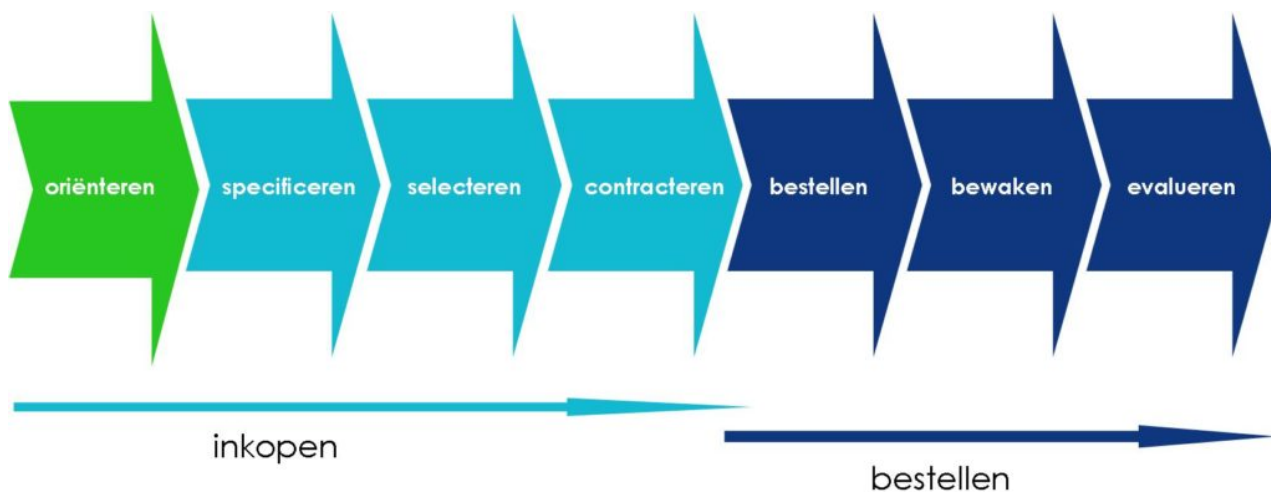 oriënteren
specificeren
selecteren
contracteren
bestellen
bewaken
evalueren
inkopen
bestellen